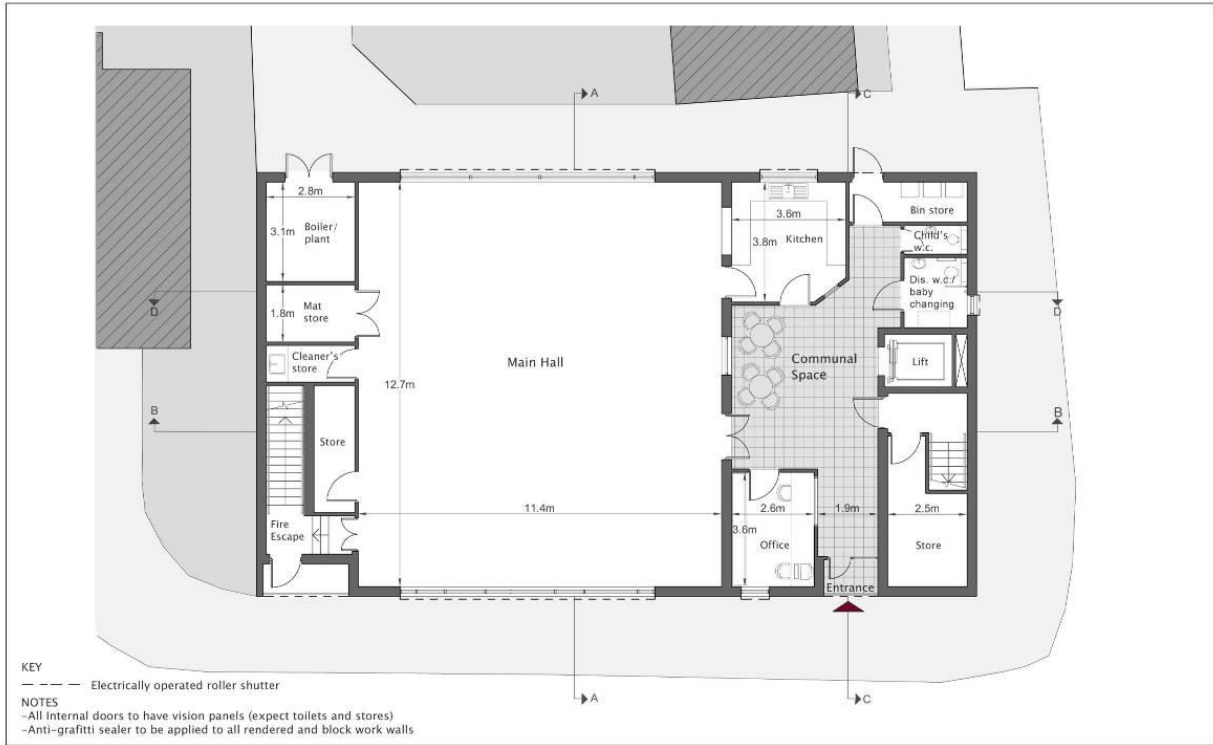 A
C
2.8m
Boiler/
plant
3.1m
Mat
store
1.8m
Cleaner's
store
Store
Fire
Escape
Main Hall
12.7m
11.4m
3.6m
3.8m
Kitchen
Bin store
Child's
w.c.
Dis. w.c./
baby
changing
Lift
Communal
Space
2.6m
3.6m
Office
1.9m
Entrance
2.5m
Store
D
D
B
B
A
C
KEY
Electrically operated roller shutter
NOTES
-All Internal doors to have vision panels (expect toilets and stores)
-Anti-grafitti sealer to be applied to all rendered and block work walls